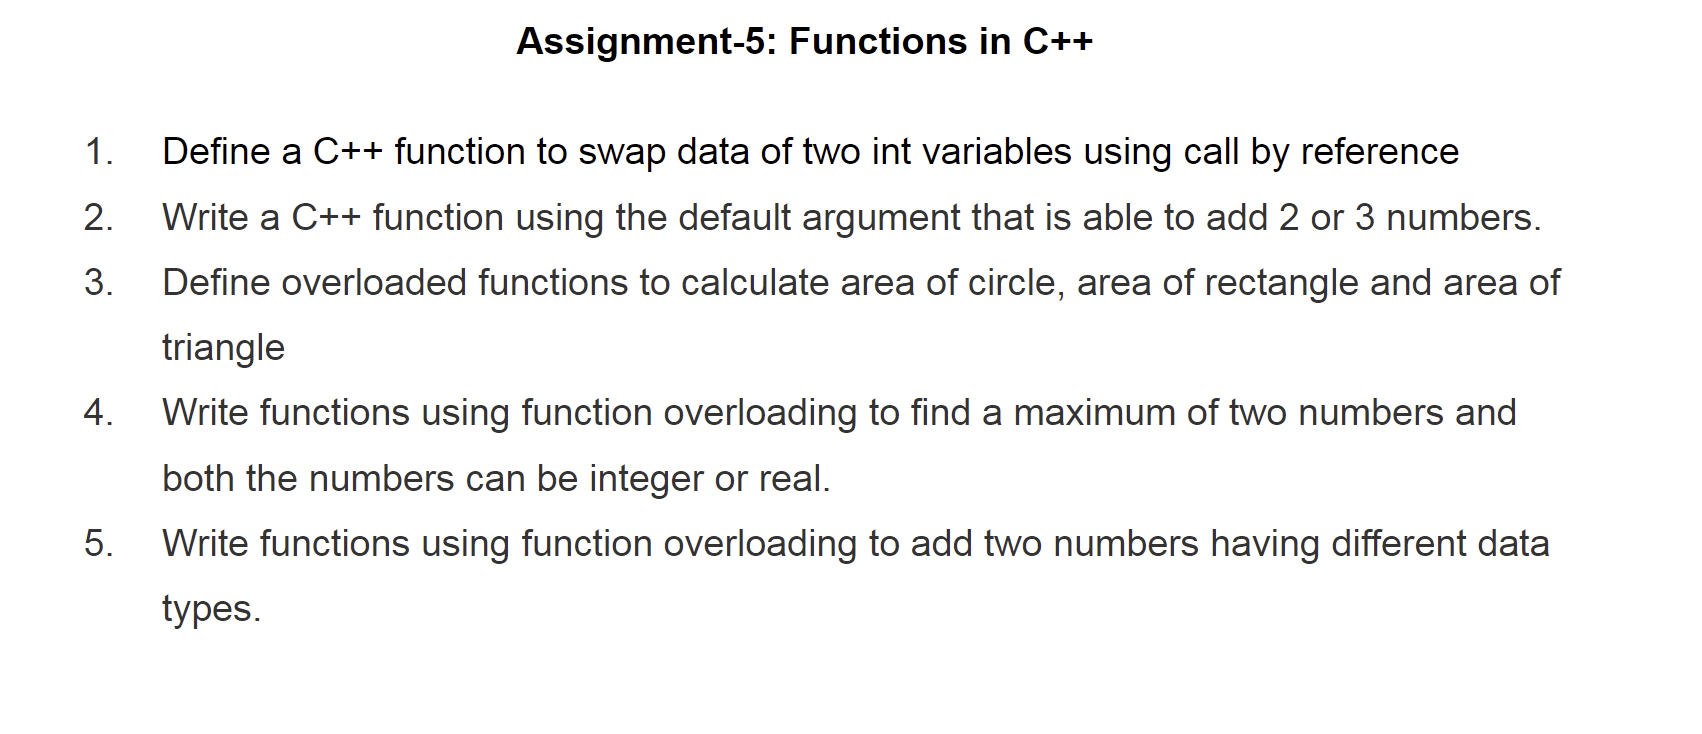 Assignment-5: Functions in C++
1. Define a C++ function to swap data of two int variables using call by reference
2. Write a C++ function using the default argument that is able to add 2 or 3 numbers.
3. Define overloaded functions to calculate area of circle, area of rectangle and area of
triangle
4. Write functions using function overloading to find a maximum of two numbers and
both the numbers can be integer or real.
5. Write functions using function overloading to add two numbers having different data
types.